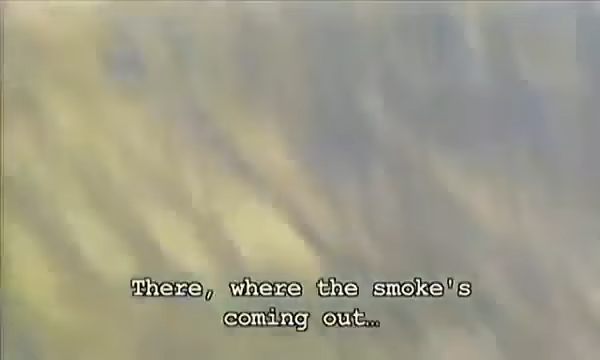 There, where the smoke's
coming out…